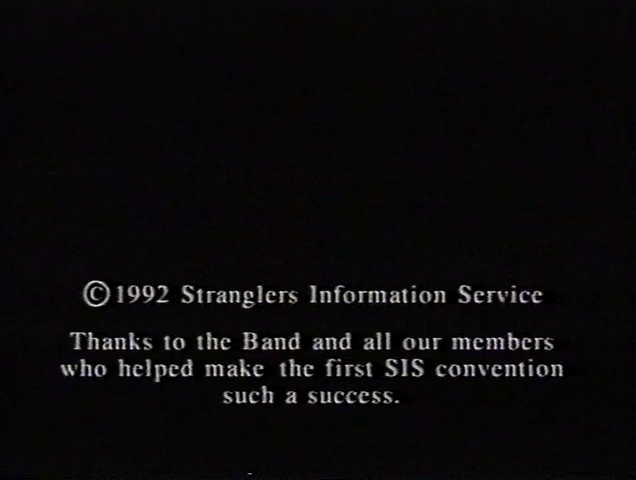 ©1992 Stranglers Information Service
Thanks to the Band and all our members
who helped make the first SIS convention
such a success.